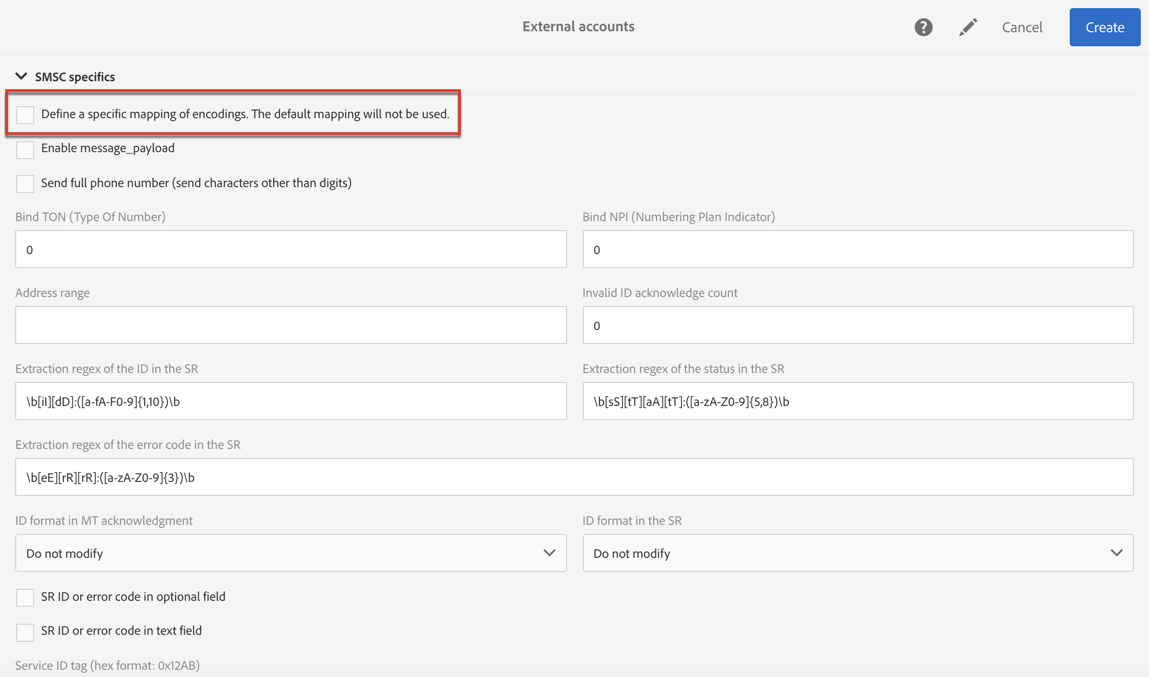 External accounts
?
Cancel
Create
SMSC specifics
Define a specific mapping of encodings. The default mapping will not be used.
Enable message_payload
Send full phone number (send characters other than digits)
Bind TON (Type Of Number)
Bind NPI (Numbering Plan Indicator)
0
0
Address range
Invalid ID acknowledge count
0
Extraction regex of the ID in the SR
Extraction regex of the status in the SR
\b[iI][dD]:([a-fA-F0-9]{1,10})\b
\b[sS][tT][aA][tT]:([a-zA-Z0-9]{5,8})\b
Extraction regex of the error code in the SR
\b[eE][rR][rR]:([a-zA-Z0-9]{3})\b
ID format in MT acknowledgment
ID format in the SR
Do not modify
Do not modify
SR ID or error code in optional field
SR ID or error code in text field
Service ID tag (hex format: 0x12AB)